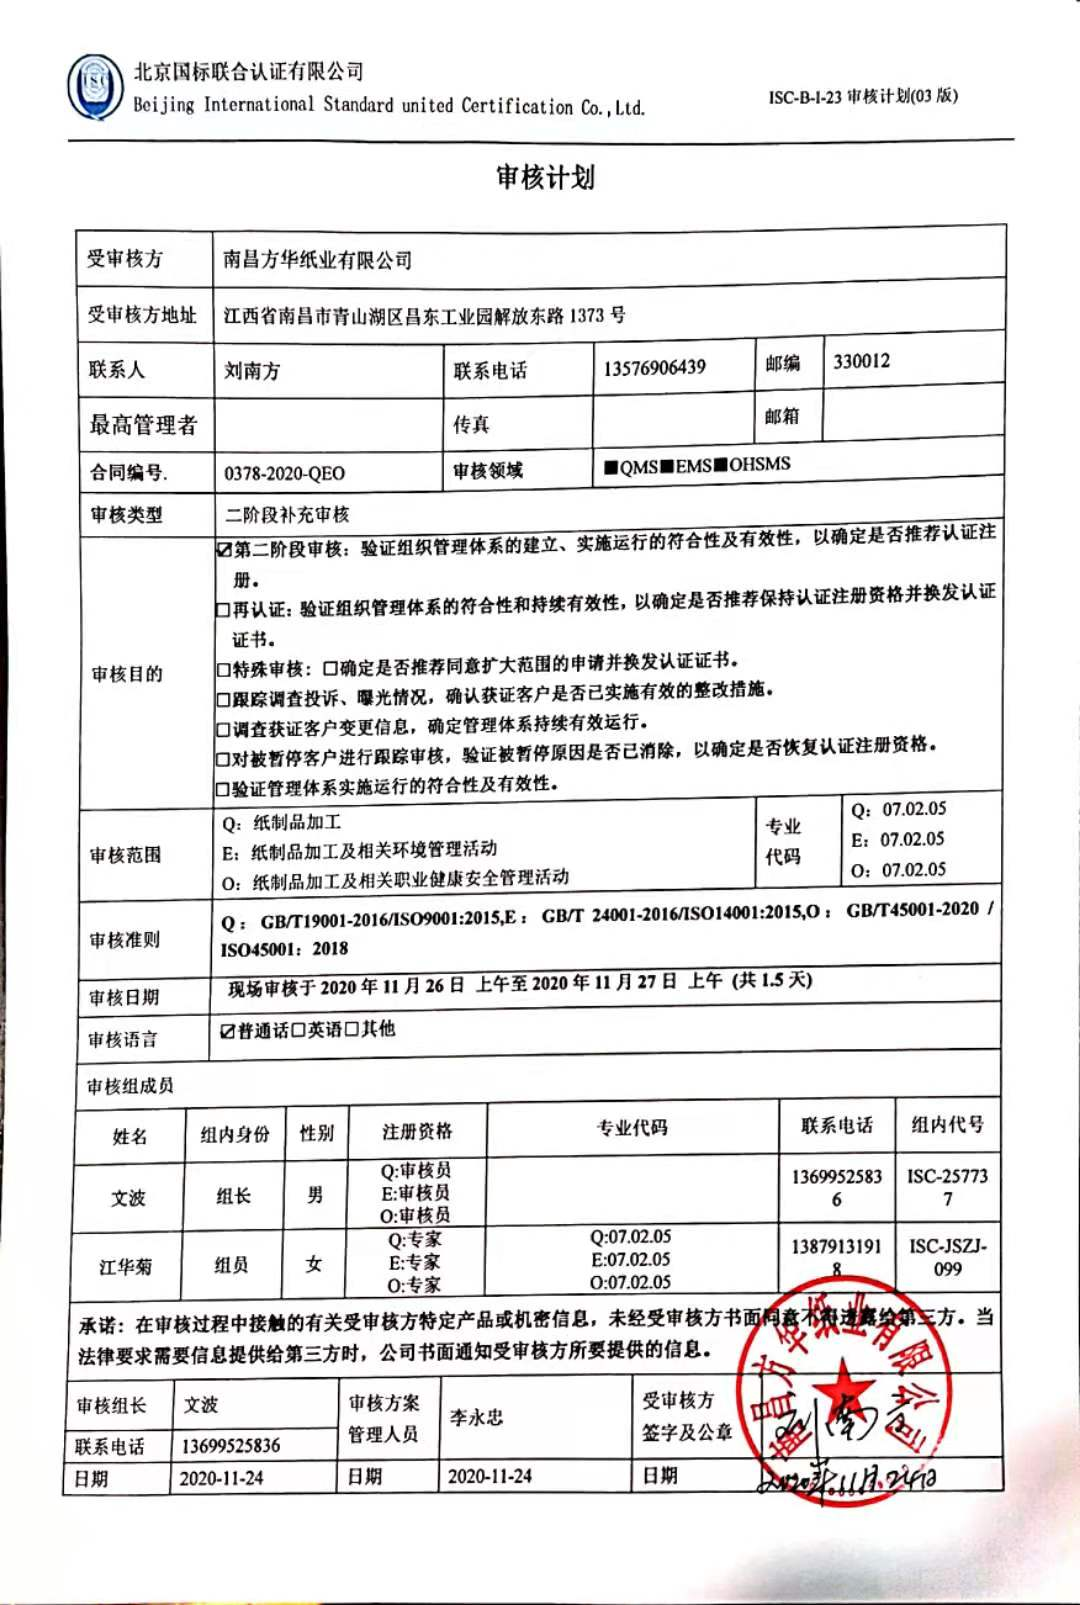 北京国标联合认证有限公司
Beijing International Standard united Certification Co.,Ltd.
ISC-B-I-23 审核计划(03 版)
审核计划
受审核方 南昌方华纸业有限公司
受审核方地址 江西省南昌市青山湖区昌东工业园解放东路 1373 号
联系人 刘南方 联系电话 13576906439 邮编 330012
最高管理者 传真 邮箱
合同编号. 0378-2020-QEO 审核领域 ■QMS■EMS■OHSMS
审核类型 二阶段补充审核
审核目的
☑第二阶段审核：验证组织管理体系的建立、实施运行的符合性及有效性，以确定是否推荐认证注
册。
□再认证：验证组织管理体系的符合性和持续有效性，以确定是否推荐保持认证注册资格并换发认证
证书。
□特殊审核：□确定是否推荐同意扩大范围的申请并换发认证证书。
□跟踪调查投诉、曝光情况，确认获证客户是否已实施有效的整改措施。
□调查获证客户变更信息，确定管理体系持续有效运行。
□对被暂停客户进行跟踪审核，验证被暂停原因是否已消除，以确定是否恢复认证注册资格。
□验证管理体系实施运行的符合性及有效性。
审核范围
Q：纸制品加工
E：纸制品加工及相关环境管理活动
O：纸制品加工及相关职业健康安全管理活动
专业
代码
Q：07.02.05
E：07.02.05
O：07.02.05
审核准则
Q：GB/T19001-2016/ISO9001:2015,E：GB/T 24001-2016/ISO14001:2015,O：GB/T45001-2020 /
ISO45001：2018
审核日期 现场审核于 2020 年 11 月 26 日 上午至 2020 年 11 月 27 日 上午 (共 1.5 天)
审核语言 ☑普通话□英语□其他
审核组成员
姓名 组内身份 性别 注册资格 专业代码 联系电话 组内代号
文波 组长 男
Q:审核员
E:审核员
O:审核员
1369952583
6
ISC-25773
7
江华菊 组员 女
Q:专家
E:专家
O:专家
Q:07.02.05
E:07.02.05
O:07.02.05
1387913191
8
ISC-JSZJ-
099
承诺：在审核过程中接触的有关受审核方特定产品或机密信息，未经受审核方书面同意不得透露给第三方。当
法律要求需要信息提供给第三方时，公司书面通知受审核方所要提供的信息。
审核组长 文波
审核方案
管理人员
李永忠
受审核方
签字及公章
刘南方
南昌方华纸业有限公司
联系电话 13699525836
日期 2020-11-24 日期 2020-11-24 日期 2020年11月24日